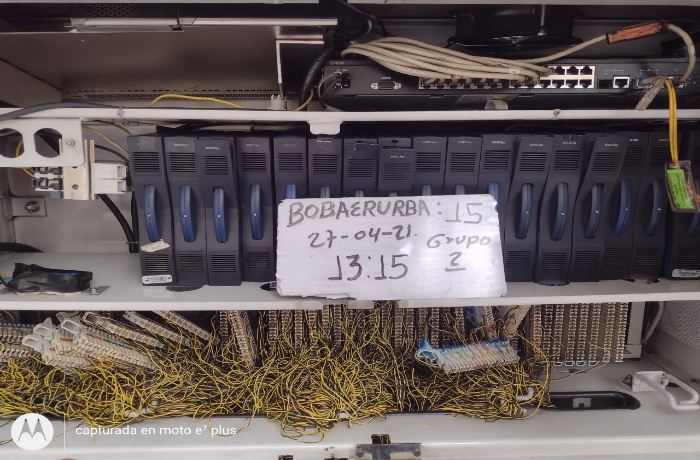 BOBAERURBA: 15
27-04-21. Grupo
13:15 2
capturada en moto e⁷ plus